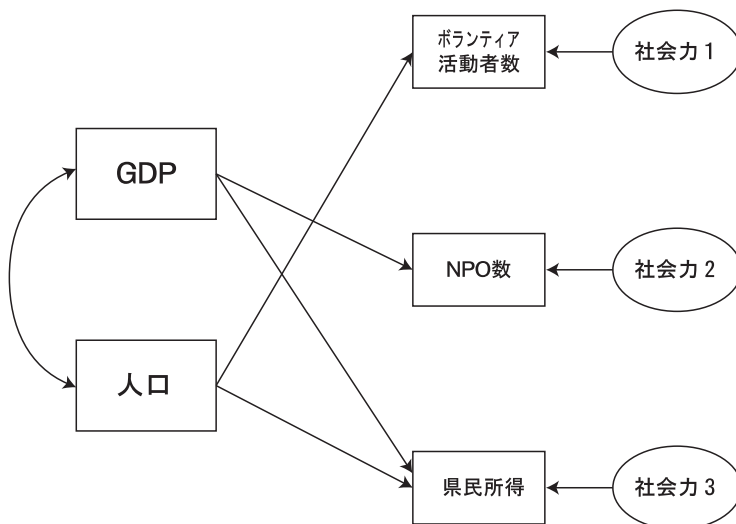 ボランティア
活動者数
社会力1
GDP
NPO数
社会力2
人口
県民所得
社会力3